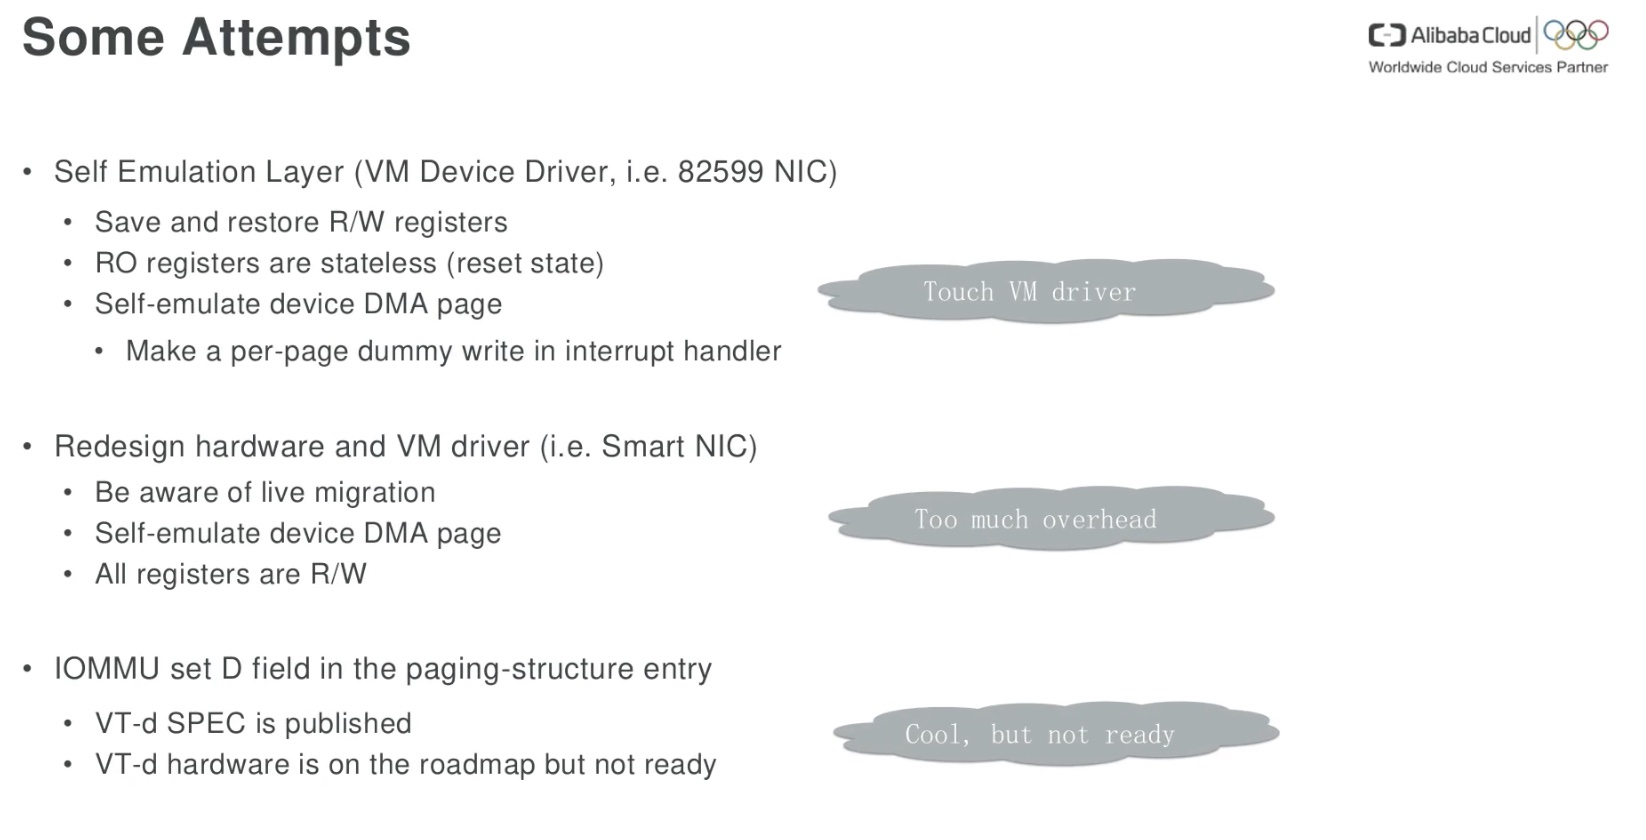 Some Attempts
Alibaba Cloud
Worldwide Cloud Services Partner
• Self Emulation Layer (VM Device Driver, i.e. 82599 NIC)
• Save and restore R/W registers
• RO registers are stateless (reset state)
• Self-emulate device DMA page
Touch VM driver
• Make a per-page dummy write in interrupt handler
• Redesign hardware and VM driver (i.e. Smart NIC)
• Be aware of live migration
• Self-emulate device DMA page
Too much overhead
• All registers are R/W
• IOMMU set D field in the paging-structure entry
• VT-d SPEC is published
Cool, but not ready
• VT-d hardware is on the roadmap but not ready